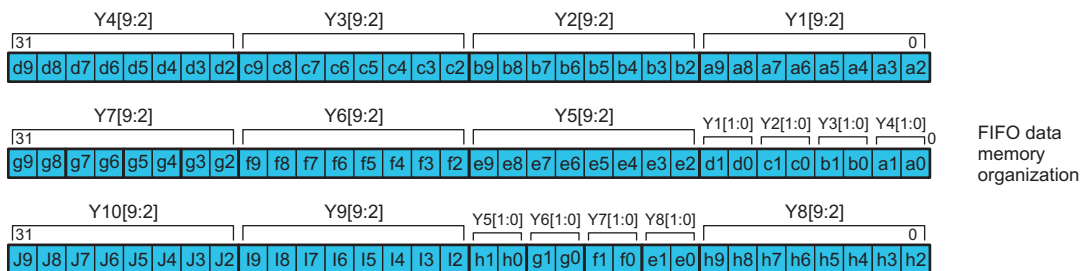 Y4[9:2] Y3[9:2] Y2[9:2] Y1[9:2]
31 0
d9 d8 d7 d6 d5 d4 d3 d2 c9 c8 c7 c6 c5 c4 c3 c2 b9 b8 b7 b6 b5 b4 b3 b2 a9 a8 a7 a6 a5 a4 a3 a2
Y7[9:2] Y6[9:2] Y5[9:2] Y1[1:0] Y2[1:0] Y3[1:0] Y4[1:0]
31 0
g9 g8 g7 g6 g5 g4 g3 g2 f9 f8 f7 f6 f5 f4 f3 f2 e9 e8 e7 e6 e5 e4 e3 e2 d1 d0 c1 c0 b1 b0 a1 a0
FIFO data
memory
organization
Y10[9:2] Y9[9:2] Y5[1:0] Y6[1:0] Y7[1:0] Y8[1:0] Y8[9:2]
31 0
J9 J8 J7 J6 J5 J4 J3 J2 I9 I8 I7 I6 I5 I4 I3 I2 h1 h0 g1 g0 f1 f0 e1 e0 h9 h8 h7 h6 h5 h4 h3 h2